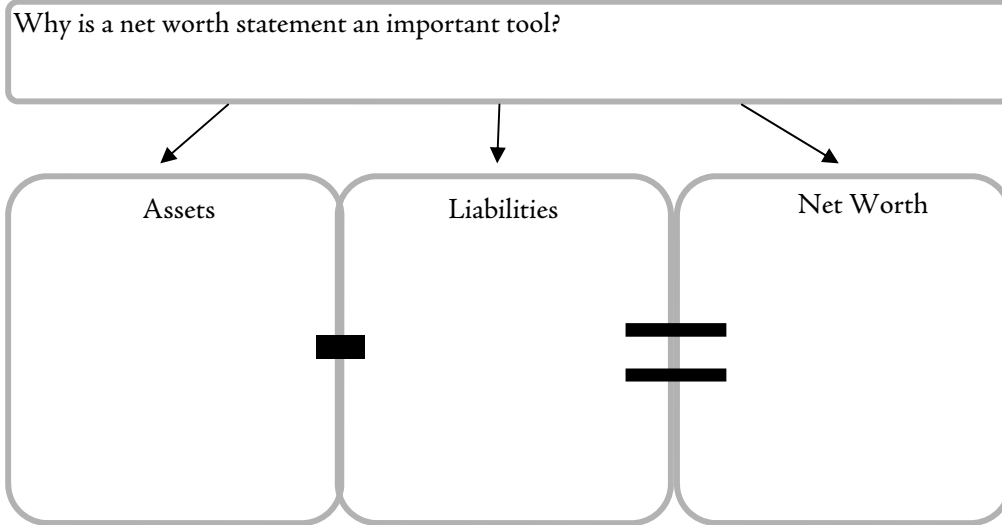 Why is a net worth statement an important tool?
Assets
Liabilities
Net Worth